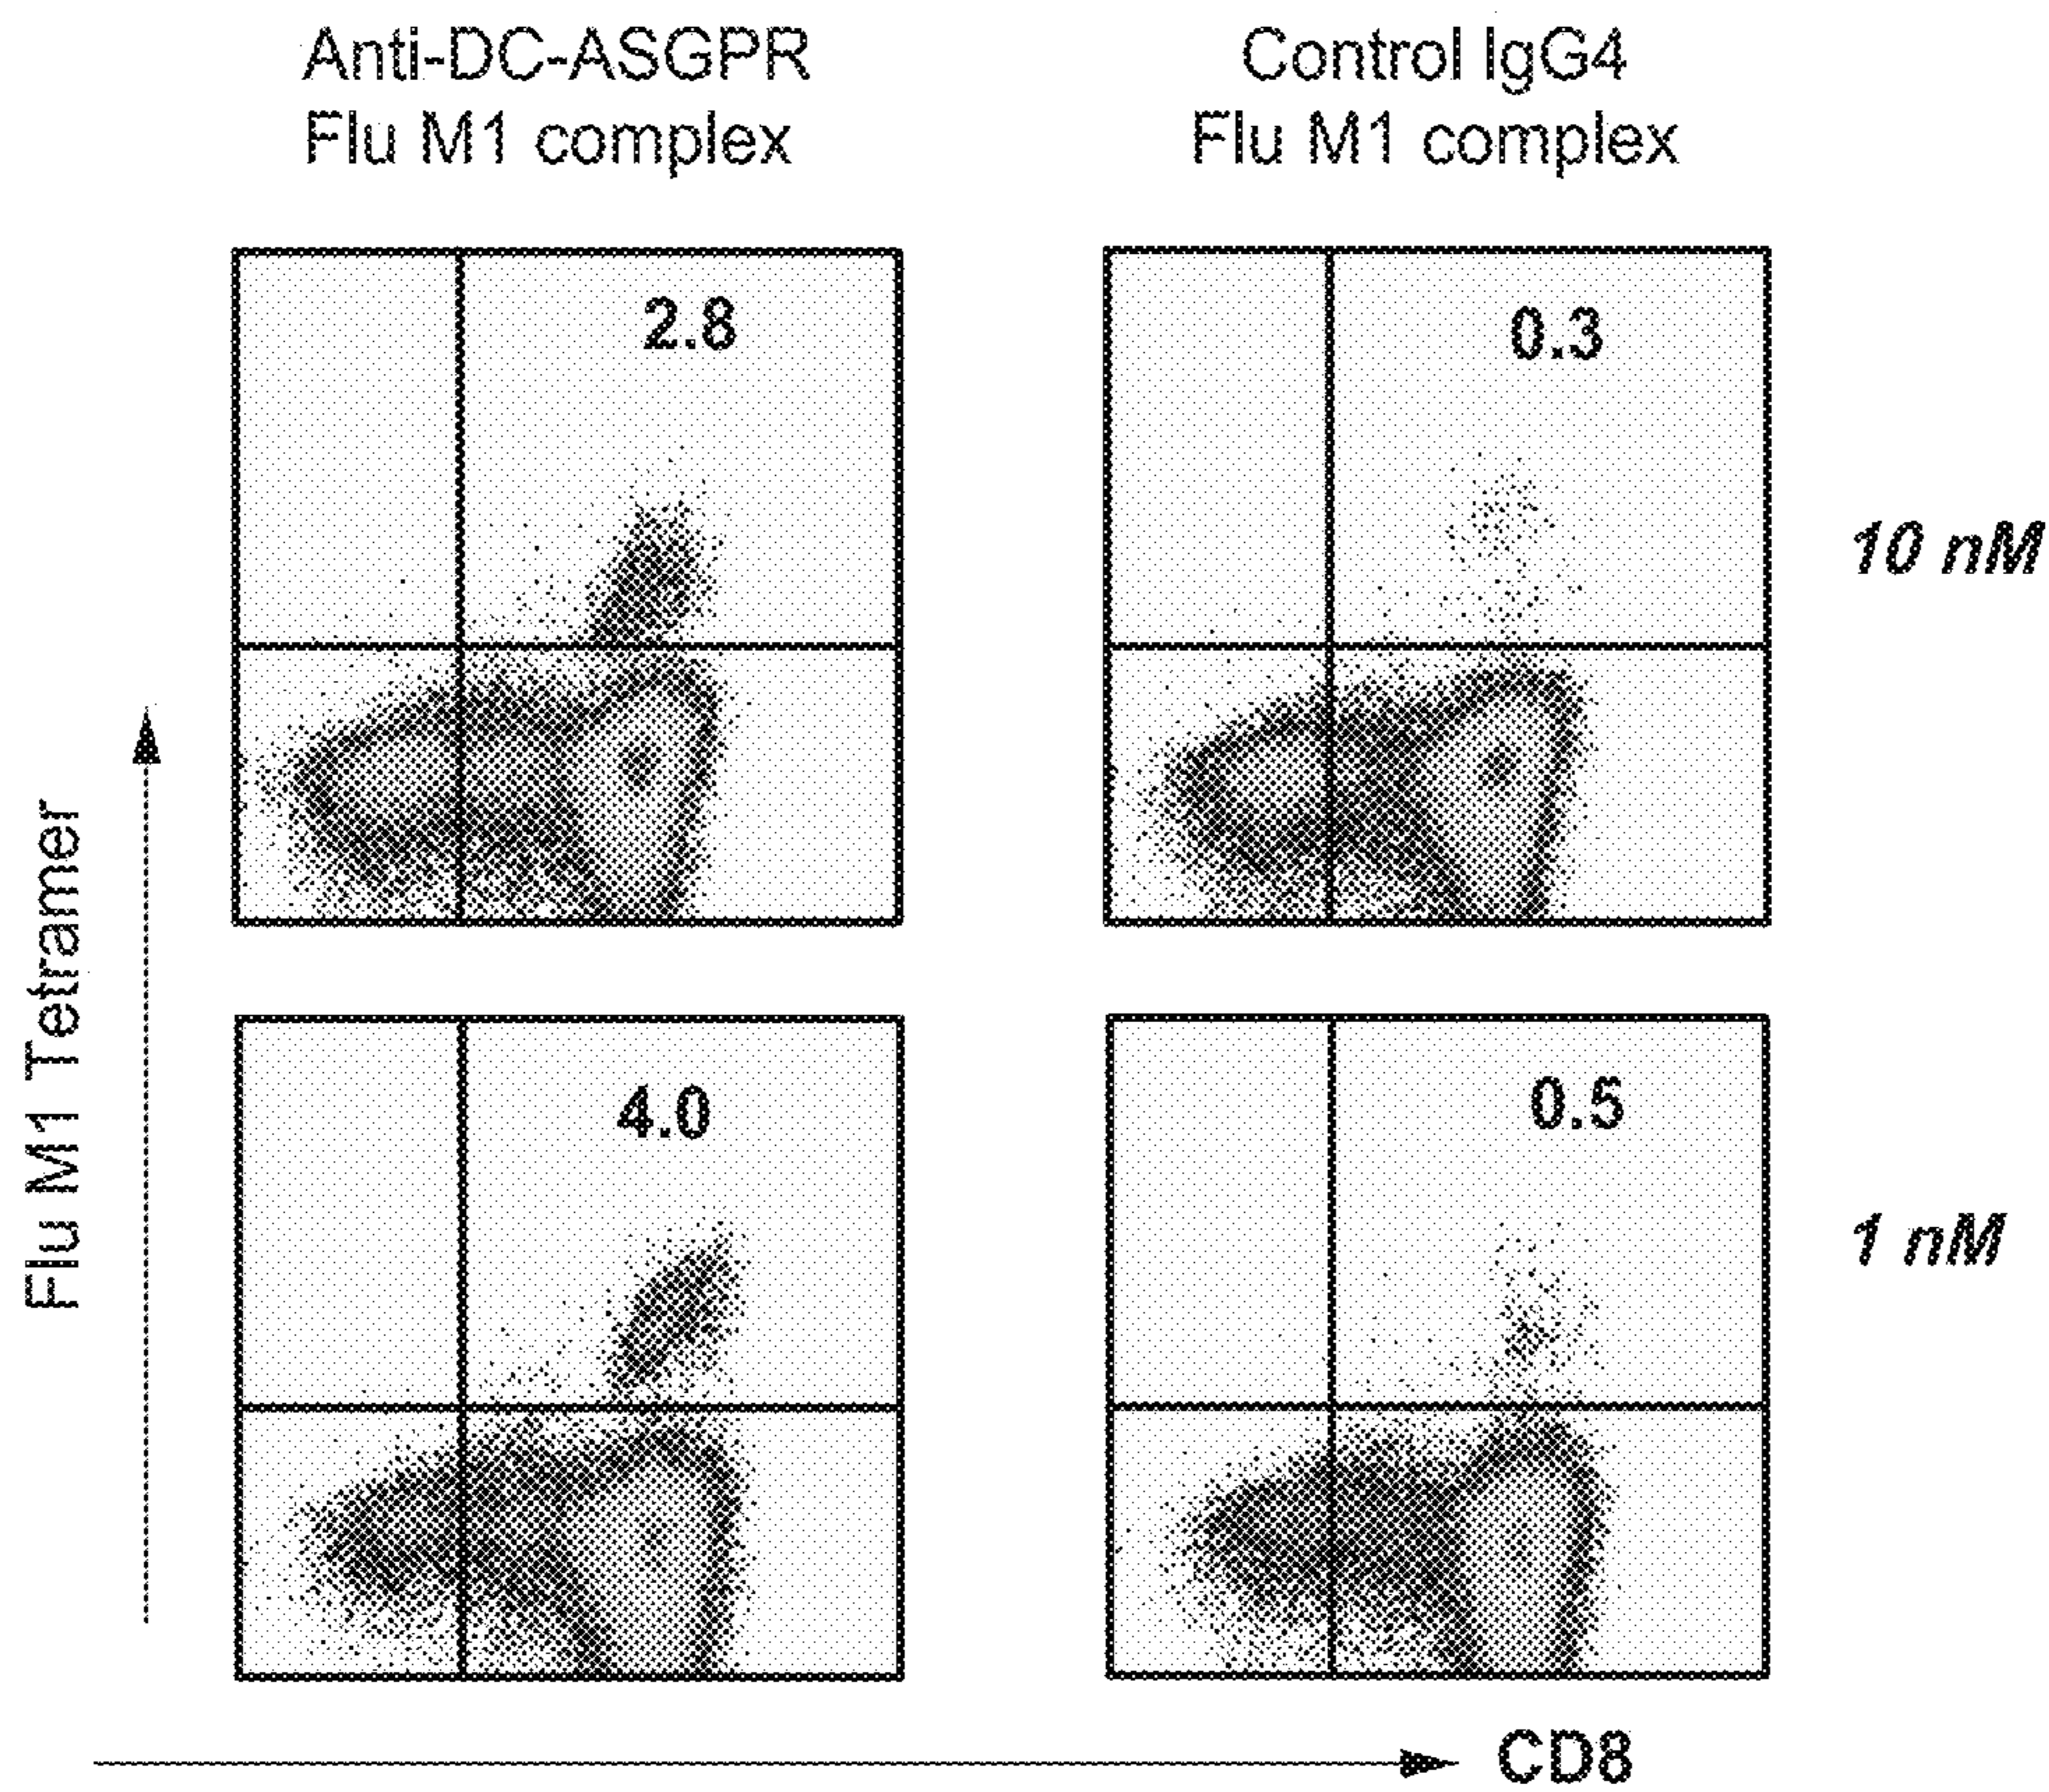 Anti-DC-ASGPR
Flu M1 complex
Control IgG4
Flu M1 complex
2.8
0.3
10 nM
4.0
0.5
1 nM
Flu M1 Tetramer
CD8